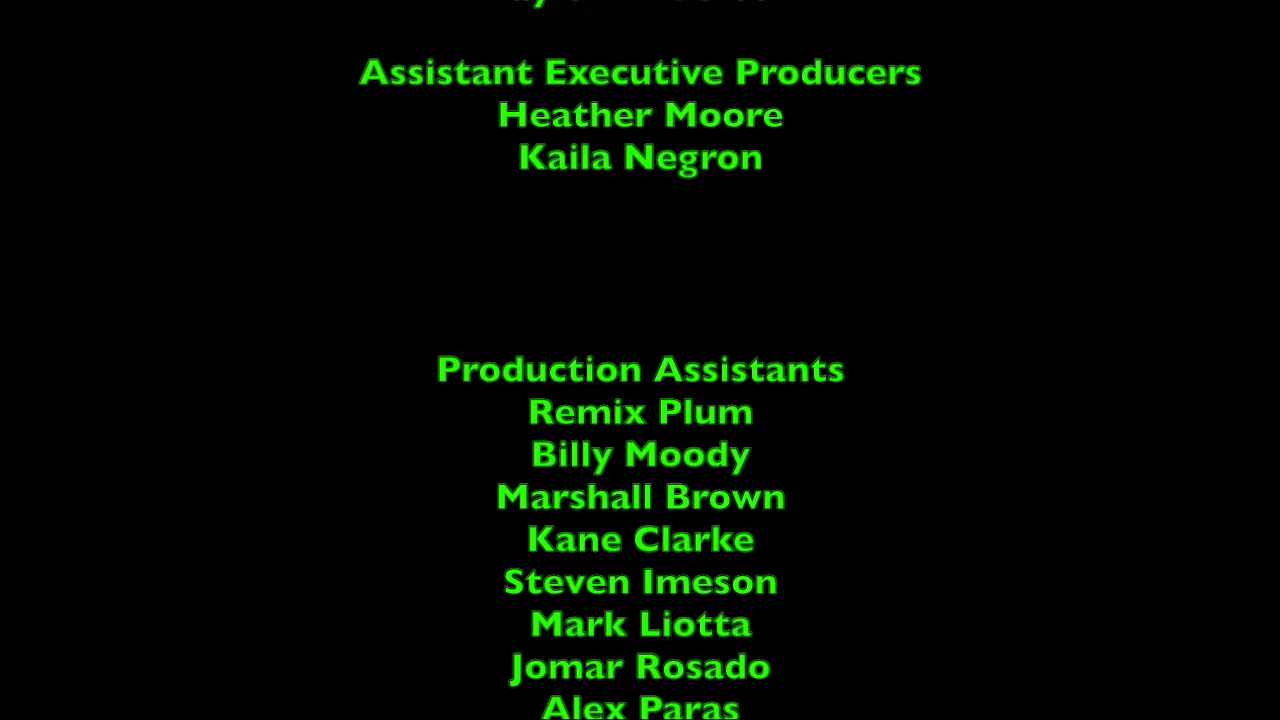 Assistant Executive Producers
Heather Moore
Kaila Negron
Production Assistants
Remix Plum
Billy Moody
Marshall Brown
Kane Clarke
Steven Imeson
Mark Liotta
Jomar Rosado
Alex Paras